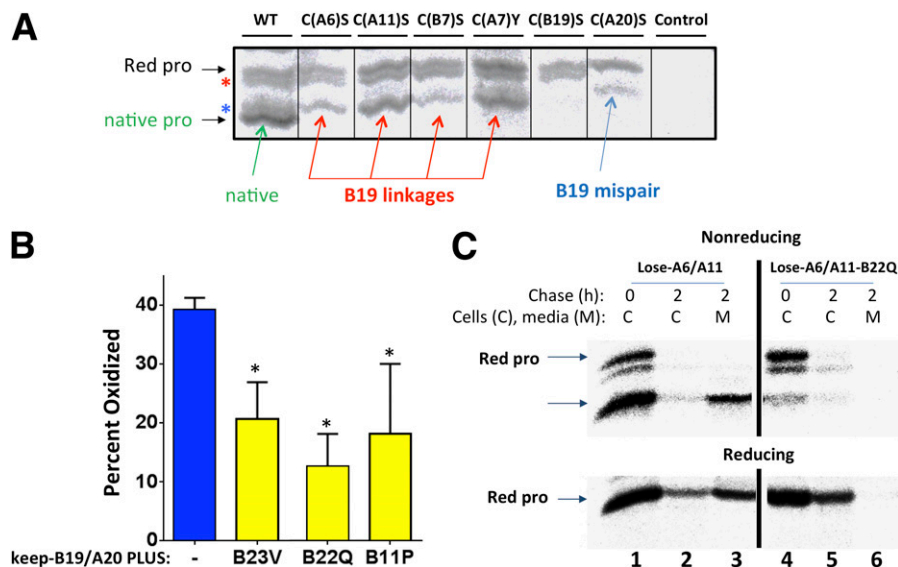 A
WT C(A6)S C(A11)S C(B7)S C(A7)Y C(B19)S C(A20)S Control
Red pro
*
*
native pro
native
B19 linkages
B19 mispair
B
Percent Oxidized
40
30
20
10
0
*
*
*
keep-B19/A20 PLUS: - B23V B22Q B11P
C
Nonreducing
Lose-A6/A11 Lose-A6/A11-B22Q
Chase (h): 0 2 2 0 2 2
Cells (C), media (M): C C M C C M
Red pro
Reducing
Red pro
1 2 3 4 5 6